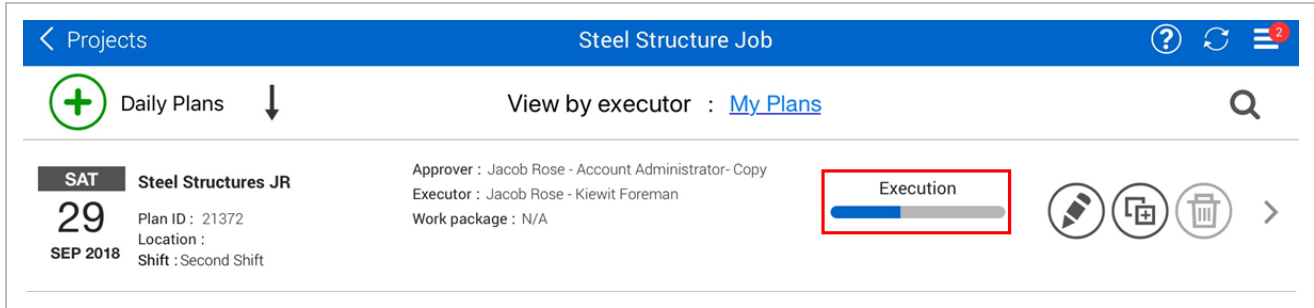 Projects
Steel Structure Job
?
2
Daily Plans
View by executor : My Plans
SAT
29
SEP 2018
Steel Structures JR
Plan ID : 21372
Location :
Shift : Second Shift
Approver : Jacob Rose - Account Administrator- Copy
Executor : Jacob Rose - Kiewit Foreman
Work package : N/A
Execution